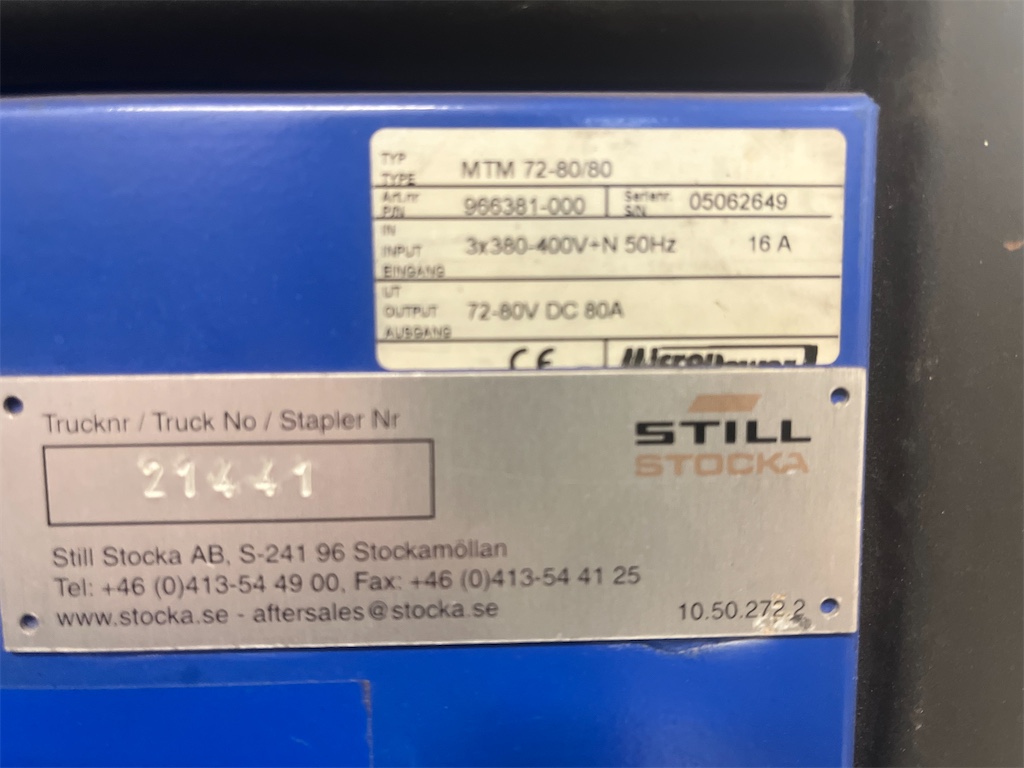 TYP
TYPE MTM 72-80/80
Art.nr
P/N 966381-000 Serienr. S/N 05062649
IN
INPUT 3x380-400V+N 50Hz 16 A
EINGANG
UT
OUTPUT 72-80V DC 80A
AUSGANG
CE MicroPower
Trucknr / Truck No / Stapler Nr
21441
STILL
STOCKA
Still Stocka AB, S-241 96 Stockamöllan
Tel: +46 (0)413-54 49 00, Fax: +46 (0)413-54 41 25
www.stocka.se - aftersales@stocka.se
10.50.272.2